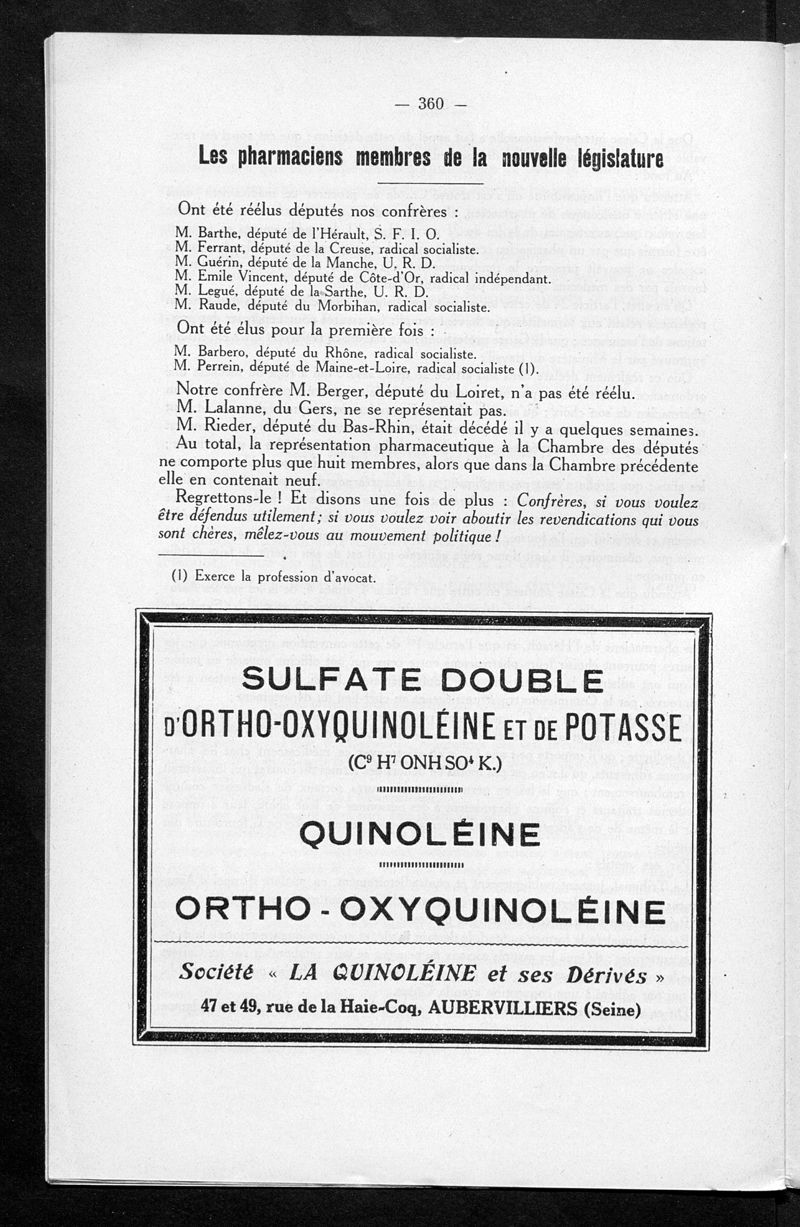 — 360 —
Les pharmaciens membres de la nouvelle législature
Ont été réélus députés nos confrères :
M. Barthe, député de l'Hérault, S. F. I. O.
M. Ferrant, député de la Creuse, radical socialiste.
M. Guérin, député de la Manche, U. R. D.
M. Emile Vincent, député de Côte-d'Or, radical indépendant.
M. Legué, député de la Sarthe, U. R. D.
M. Raude, député du Morbihan, radical socialiste.
Ont été élus pour la première fois :
M. Barbero, député du Rhône, radical socialiste.
M. Perrein, député de Maine-et-Loire, radical socialiste (1).
Notre confrère M. Berger, député du Loiret, n'a pas été réélu.
M. Lalanne, du Gers, ne se représentait pas.
M. Rieder, député du Bas-Rhin, était décédé il y a quelques semaines.
Au total, la représentation pharmaceutique à la Chambre des députés
ne comporte plus que huit membres, alors que dans la Chambre précédente
elle en contenait neuf.
Regrettons-le ! Et disons une fois de plus : Confrères, si vous voulez
être défendus utilement ; si vous voulez voir aboutir les revendications qui vous
sont chères, mêlez-vous au mouvement politique !
(1) Exerce la profession d'avocat.
SULFATE DOUBLE
D'ORTHO-OXYQUINOLÉINE ET DE POTASSE
(C⁹ H⁷ ONH SO⁴ K.)
QUINOLÉINE
ORTHO - OXYQUINOLÉINE
Société « LA QUINOLÉINE et ses Dérivés »
47 et 49, rue de la Haie-Coq, AUBERVILLIERS (Seine)